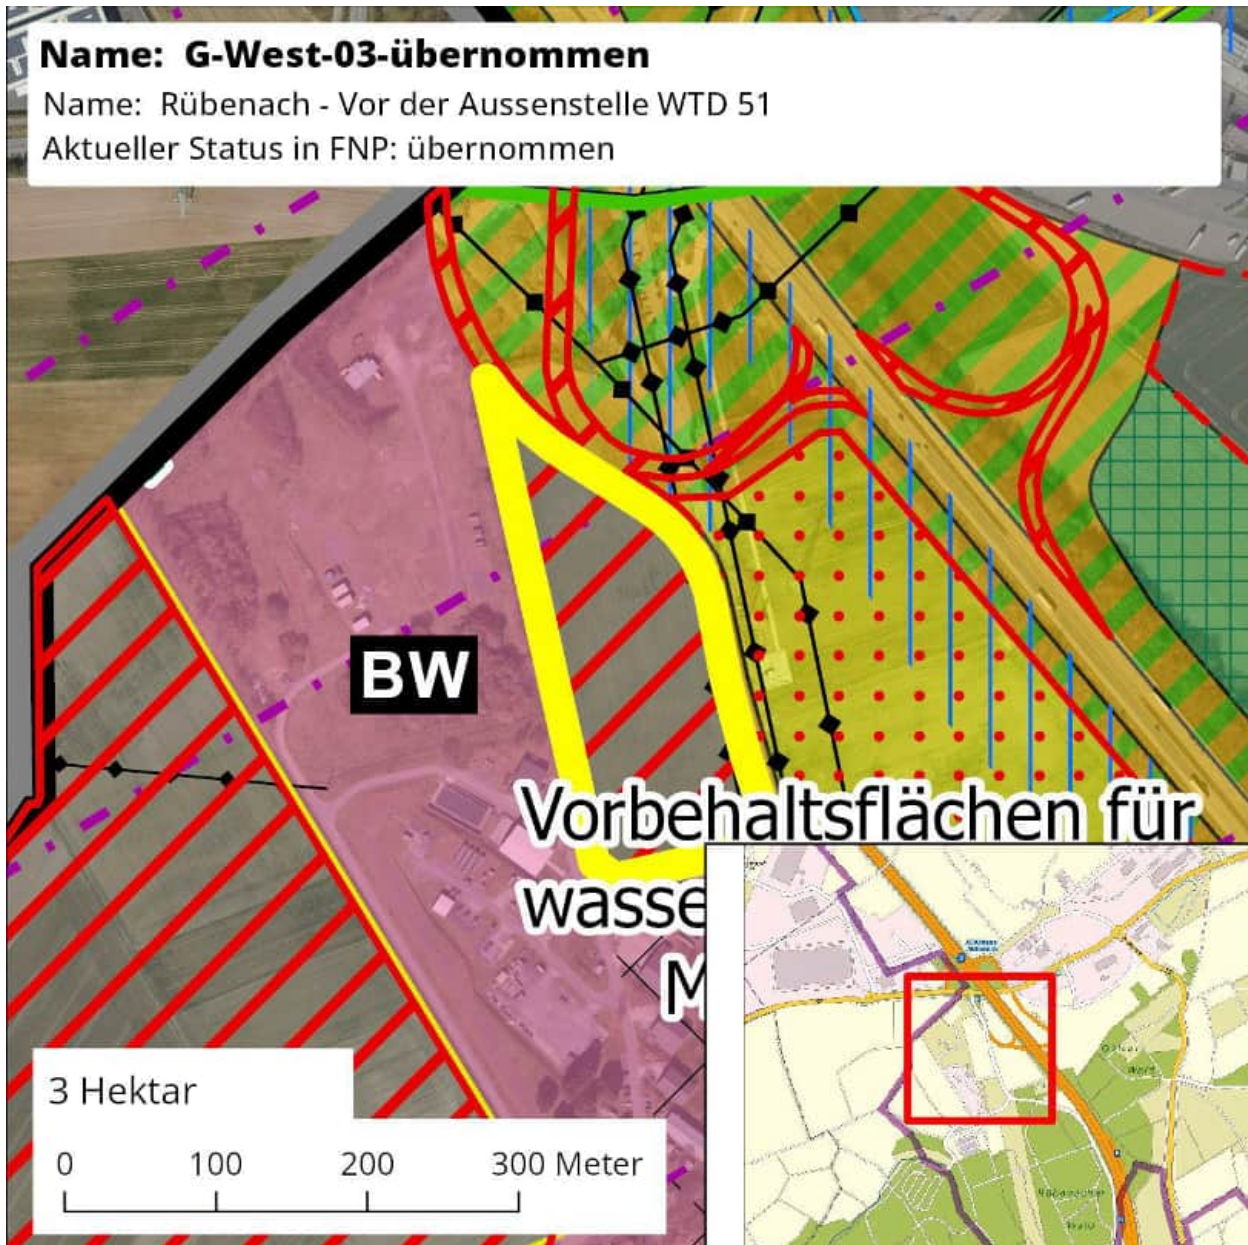 Name: G-West-03-übernommen
Name: Rübenach - Vor der Aussenstelle WTD 51
Aktueller Status in FNP: übernommen
BW
Vorbehaltsflächen für
wasse
M
3 Hektar
0 100 200 300 Meter